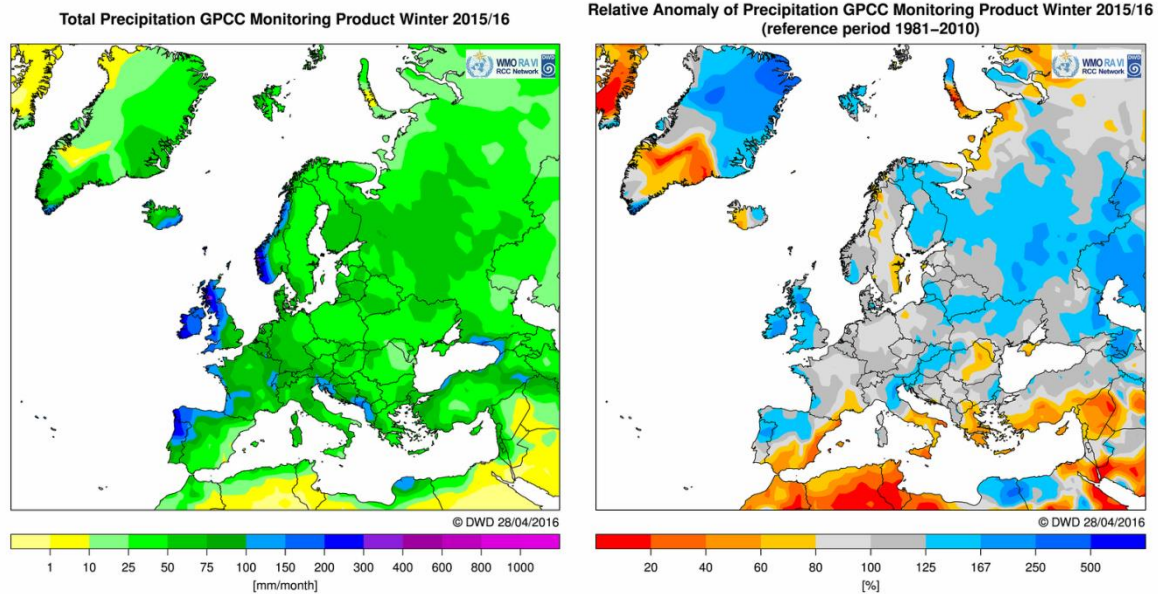 Total Precipitation GPCC Monitoring Product Winter 2015/16
WMO RA VI
RCC Network
© DWD 28/04/2016
1 10 25 50 75 100 150 200 300 400 600 800 1000
[mm/month]
Relative Anomaly of Precipitation GPCC Monitoring Product Winter 2015/16
(reference period 1981−2010)
WMO RA VI
RCC Network
© DWD 28/04/2016
20 40 60 80 100 125 167 250 500
[%]